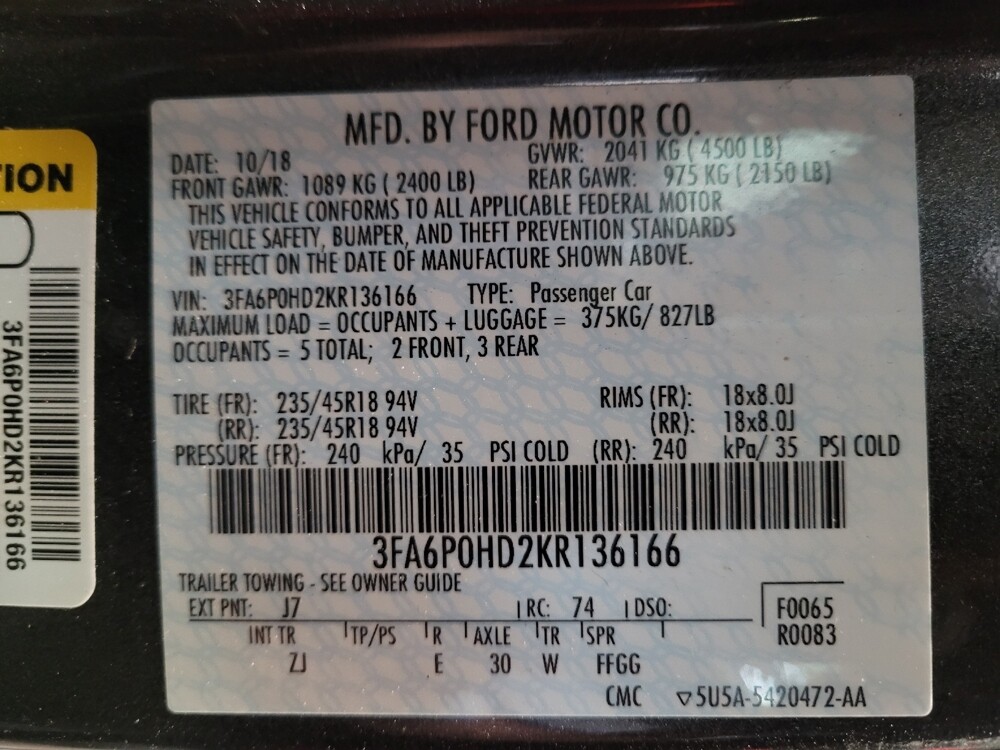 MFD. BY FORD MOTOR CO.
DATE: 10/18 GVWR: 2041 KG ( 4500 LB)
FRONT GAWR: 1089 KG ( 2400 LB) REAR GAWR: 975 KG ( 2150 LB)
THIS VEHICLE CONFORMS TO ALL APPLICABLE FEDERAL MOTOR
VEHICLE SAFETY, BUMPER, AND THEFT PREVENTION STANDARDS
IN EFFECT ON THE DATE OF MANUFACTURE SHOWN ABOVE.
VIN: 3FA6P0HD2KR136166 TYPE: Passenger Car
MAXIMUM LOAD = OCCUPANTS + LUGGAGE = 375KG/ 827LB
OCCUPANTS = 5 TOTAL; 2 FRONT, 3 REAR
TIRE (FR): 235/45R18 94V RIMS (FR): 18x8.0J
(RR): 235/45R18 94V (RR): 18x8.0J
PRESSURE (FR): 240 kPa/ 35 PSI COLD (RR): 240 kPa/ 35 PSI COLD
3FA6P0HD2KR136166
TRAILER TOWING - SEE OWNER GUIDE
EXT PNT: J7 RC: 74 DSO: F0065
R0083
INT TR TP/PS R AXLE TR SPR
ZJ E 30 W FFGG
CMC ▽5U5A-5420472-AA
TION
3FA6P0HD2KR136166